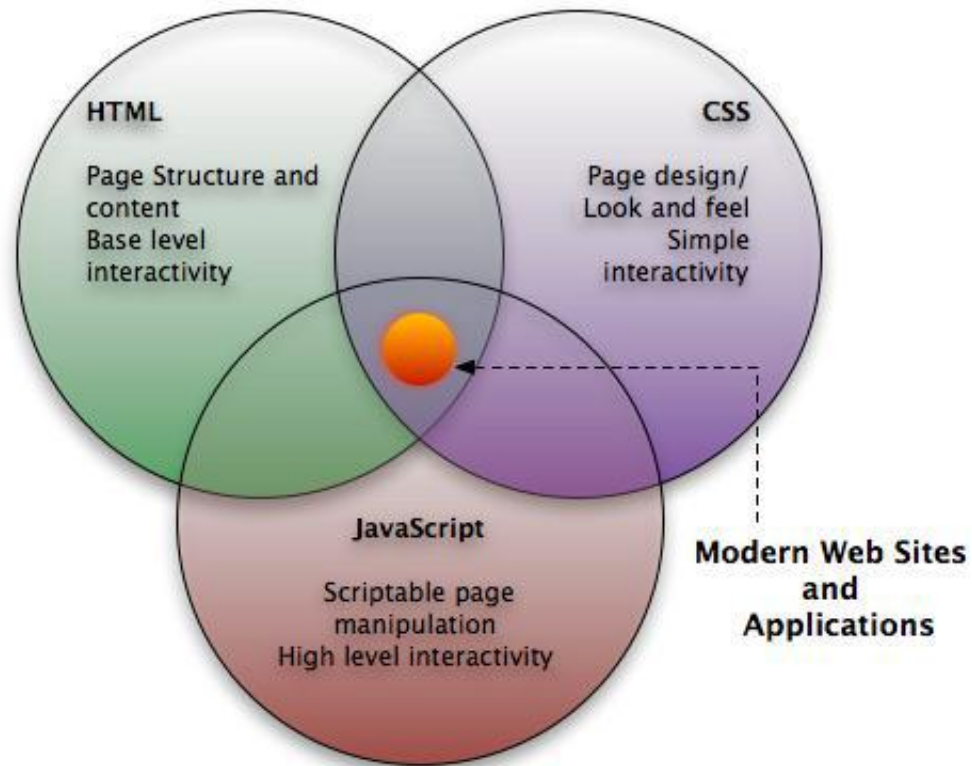 HTML
Page Structure and
content
Base level
interactivity
CSS
Page design/
Look and feel
Simple
interactivity
JavaScript
Scriptable page
manipulation
High level interactivity
Modern Web Sites
and
Applications